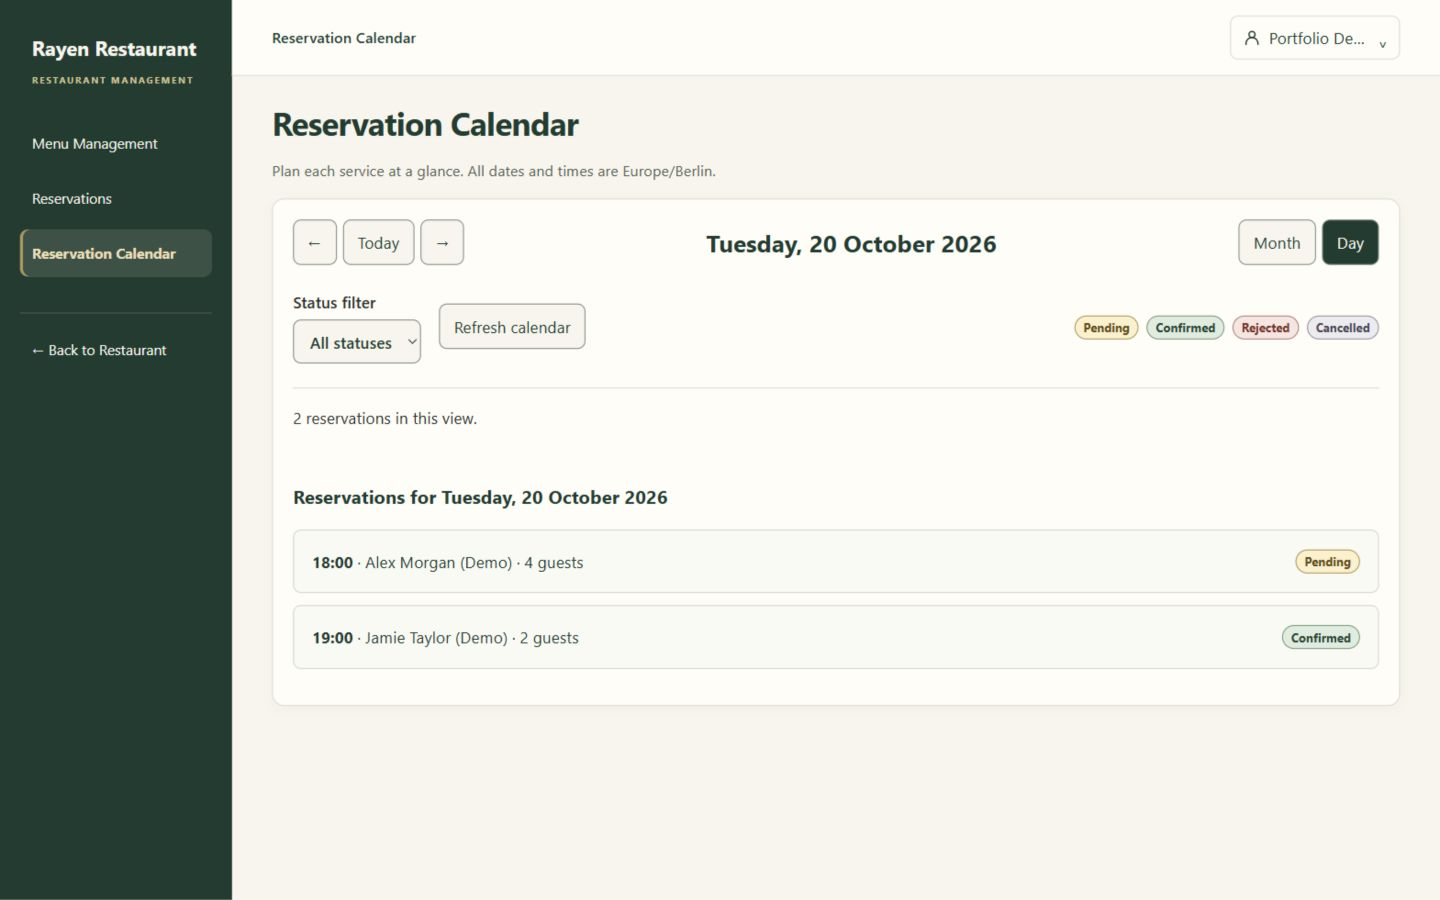 Rayen Restaurant
RESTAURANT MANAGEMENT
Menu Management
Reservations
Reservation Calendar
← Back to Restaurant
Reservation Calendar
Portfolio De...
Reservation Calendar
Plan each service at a glance. All dates and times are Europe/Berlin.
←
Today
→
Tuesday, 20 October 2026
Month
Day
Status filter
All statuses
Refresh calendar
Pending
Confirmed
Rejected
Cancelled
2 reservations in this view.
Reservations for Tuesday, 20 October 2026
18:00 · Alex Morgan (Demo) · 4 guests
Pending
19:00 · Jamie Taylor (Demo) · 2 guests
Confirmed